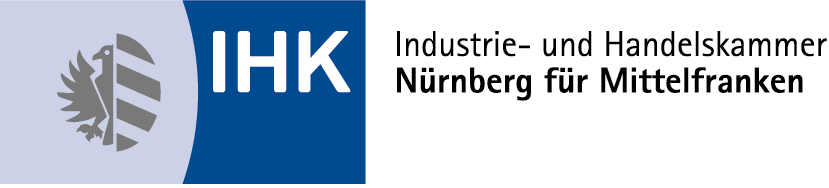 IHK
Industrie- und Handelskammer
Nürnberg für Mittelfranken